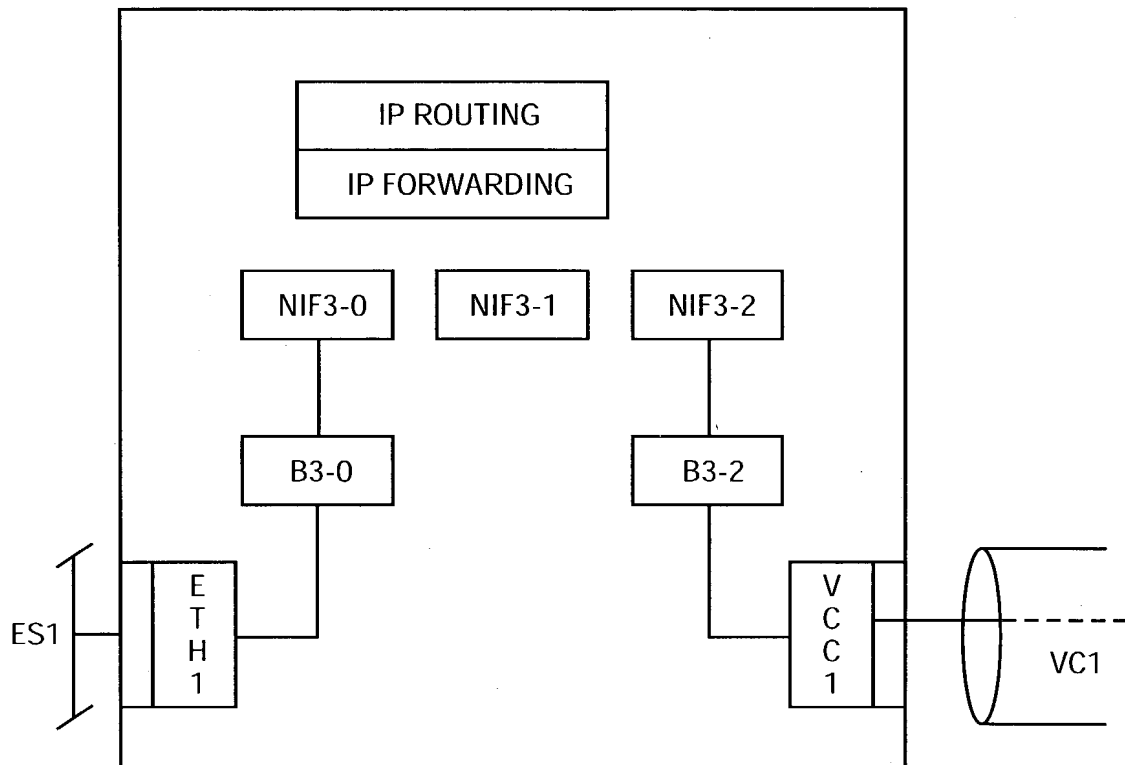 IP ROUTING
IP FORWARDING
NIF3-0
NIF3-1
NIF3-2
B3-0
B3-2
ES1
E
T
H
1
V
C
C
1
VC1